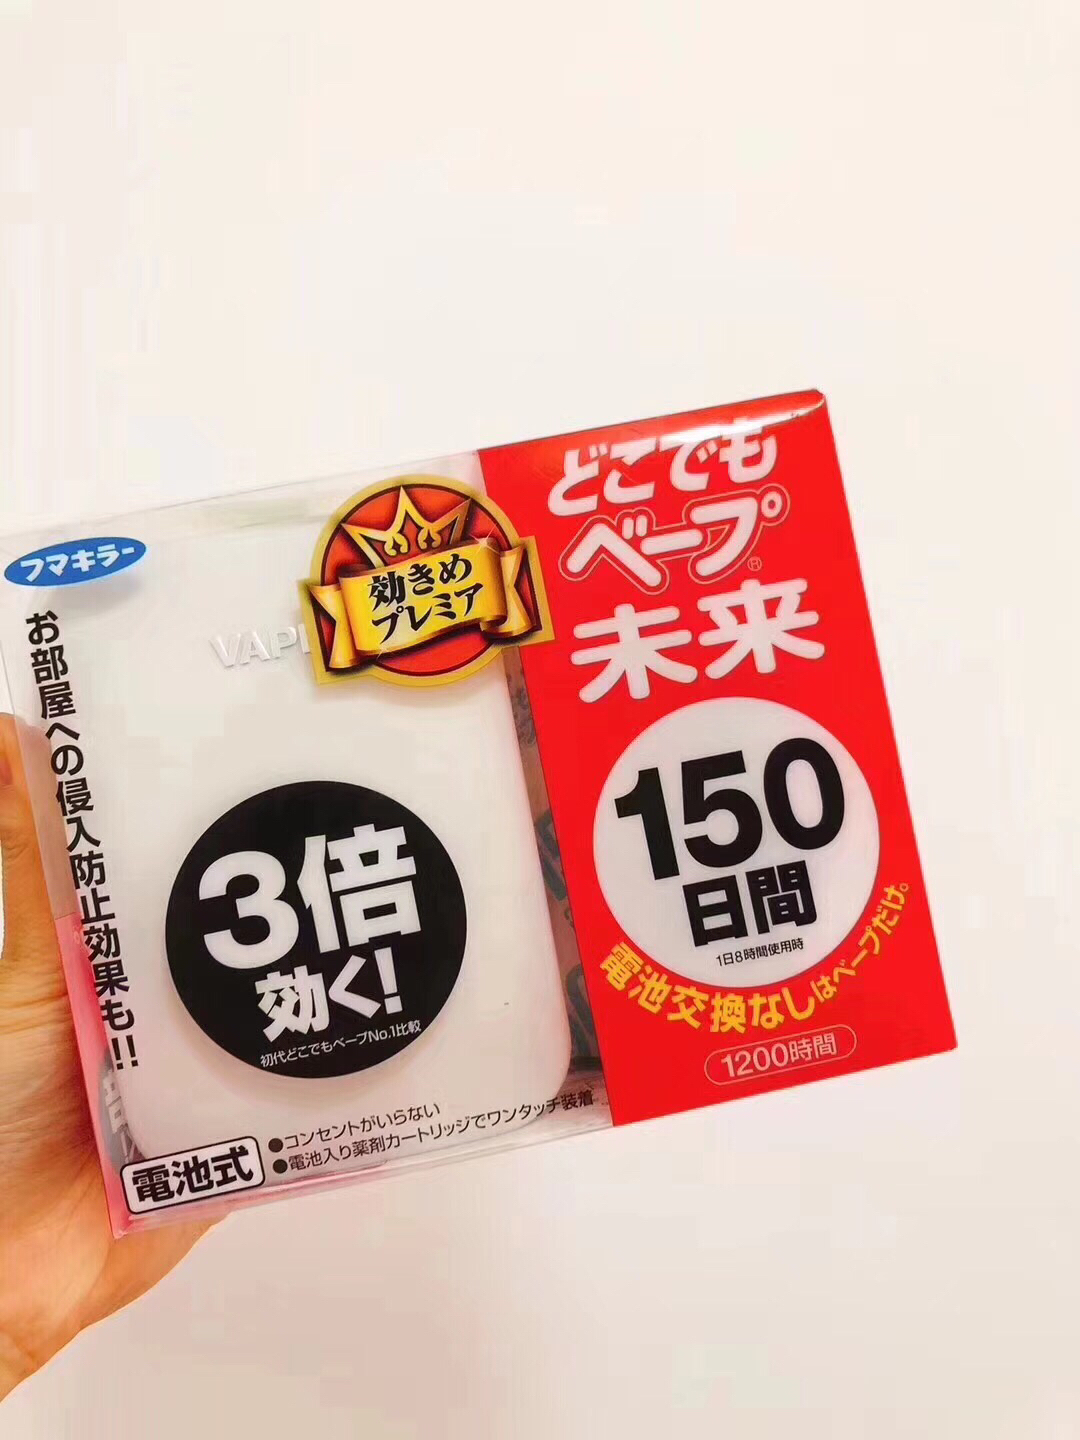 フマキラー
お部屋への侵入防止効果も!!
効きめ
プレミア
3倍
効く!
初代どこでもベープNo.1比較
電池式
●コンセントがいらない
●電池入り薬剤カートリッジでワンタッチ装着
どこでも
ベープ®
未来
150
日間
1日8時間使用時
電池交換なしはベープだけ。
1200時間